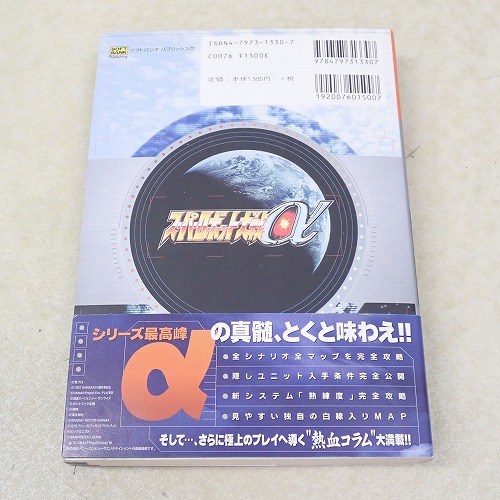 SOFT BANK
Publishing
ソフトバンク パブリッシング
ISBN4-7973-1330-7
C0076 ¥1500E
定価 本体1,500円 +税
9784797313307
1920076015007
スーパーロボット大戦α
シリーズ最高峰
αの真髄、とくと味わえ!!
全シナリオ全マップを完全攻略
隠しユニット入手条件完全公開
新システム「熟練度」完全攻略
見やすい独自の白線入りMAP
そして…、さらに極上のプレイへ導く"熱血コラム"大満載!!